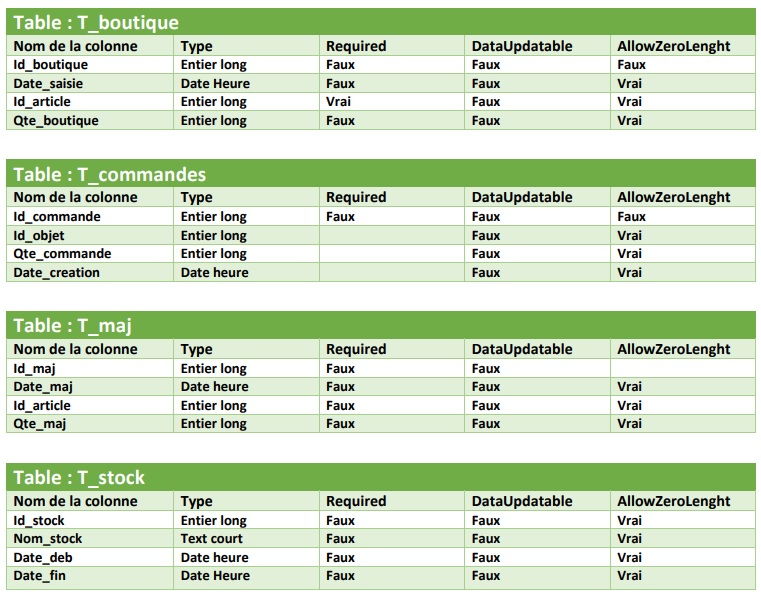 Table : T_boutique
Nom de la colonne Type Required DataUpdatable AllowZeroLenght
Id_boutique Entier long Faux Faux Faux
Date_saisie Date Heure Faux Faux Vrai
Id_article Entier long Vrai Faux Vrai
Qte_boutique Entier long Faux Faux Vrai
Table : T_commandes
Nom de la colonne Type Required DataUpdatable AllowZeroLenght
Id_commande Entier long Faux Faux Faux
Id_objet Entier long Faux Vrai
Qte_commande Entier long Faux Vrai
Date_creation Date heure Faux Vrai
Table : T_maj
Nom de la colonne Type Required DataUpdatable AllowZeroLenght
Id_maj Entier long Faux Faux
Date_maj Date heure Faux Faux Vrai
Id_article Entier long Faux Faux Vrai
Qte_maj Entier long Faux Faux Vrai
Table : T_stock
Nom de la colonne Type Required DataUpdatable AllowZeroLenght
Id_stock Entier long Faux Faux Vrai
Nom_stock Text court Faux Faux Vrai
Date_deb Date heure Faux Faux Vrai
Date_fin Date Heure Faux Faux Vrai